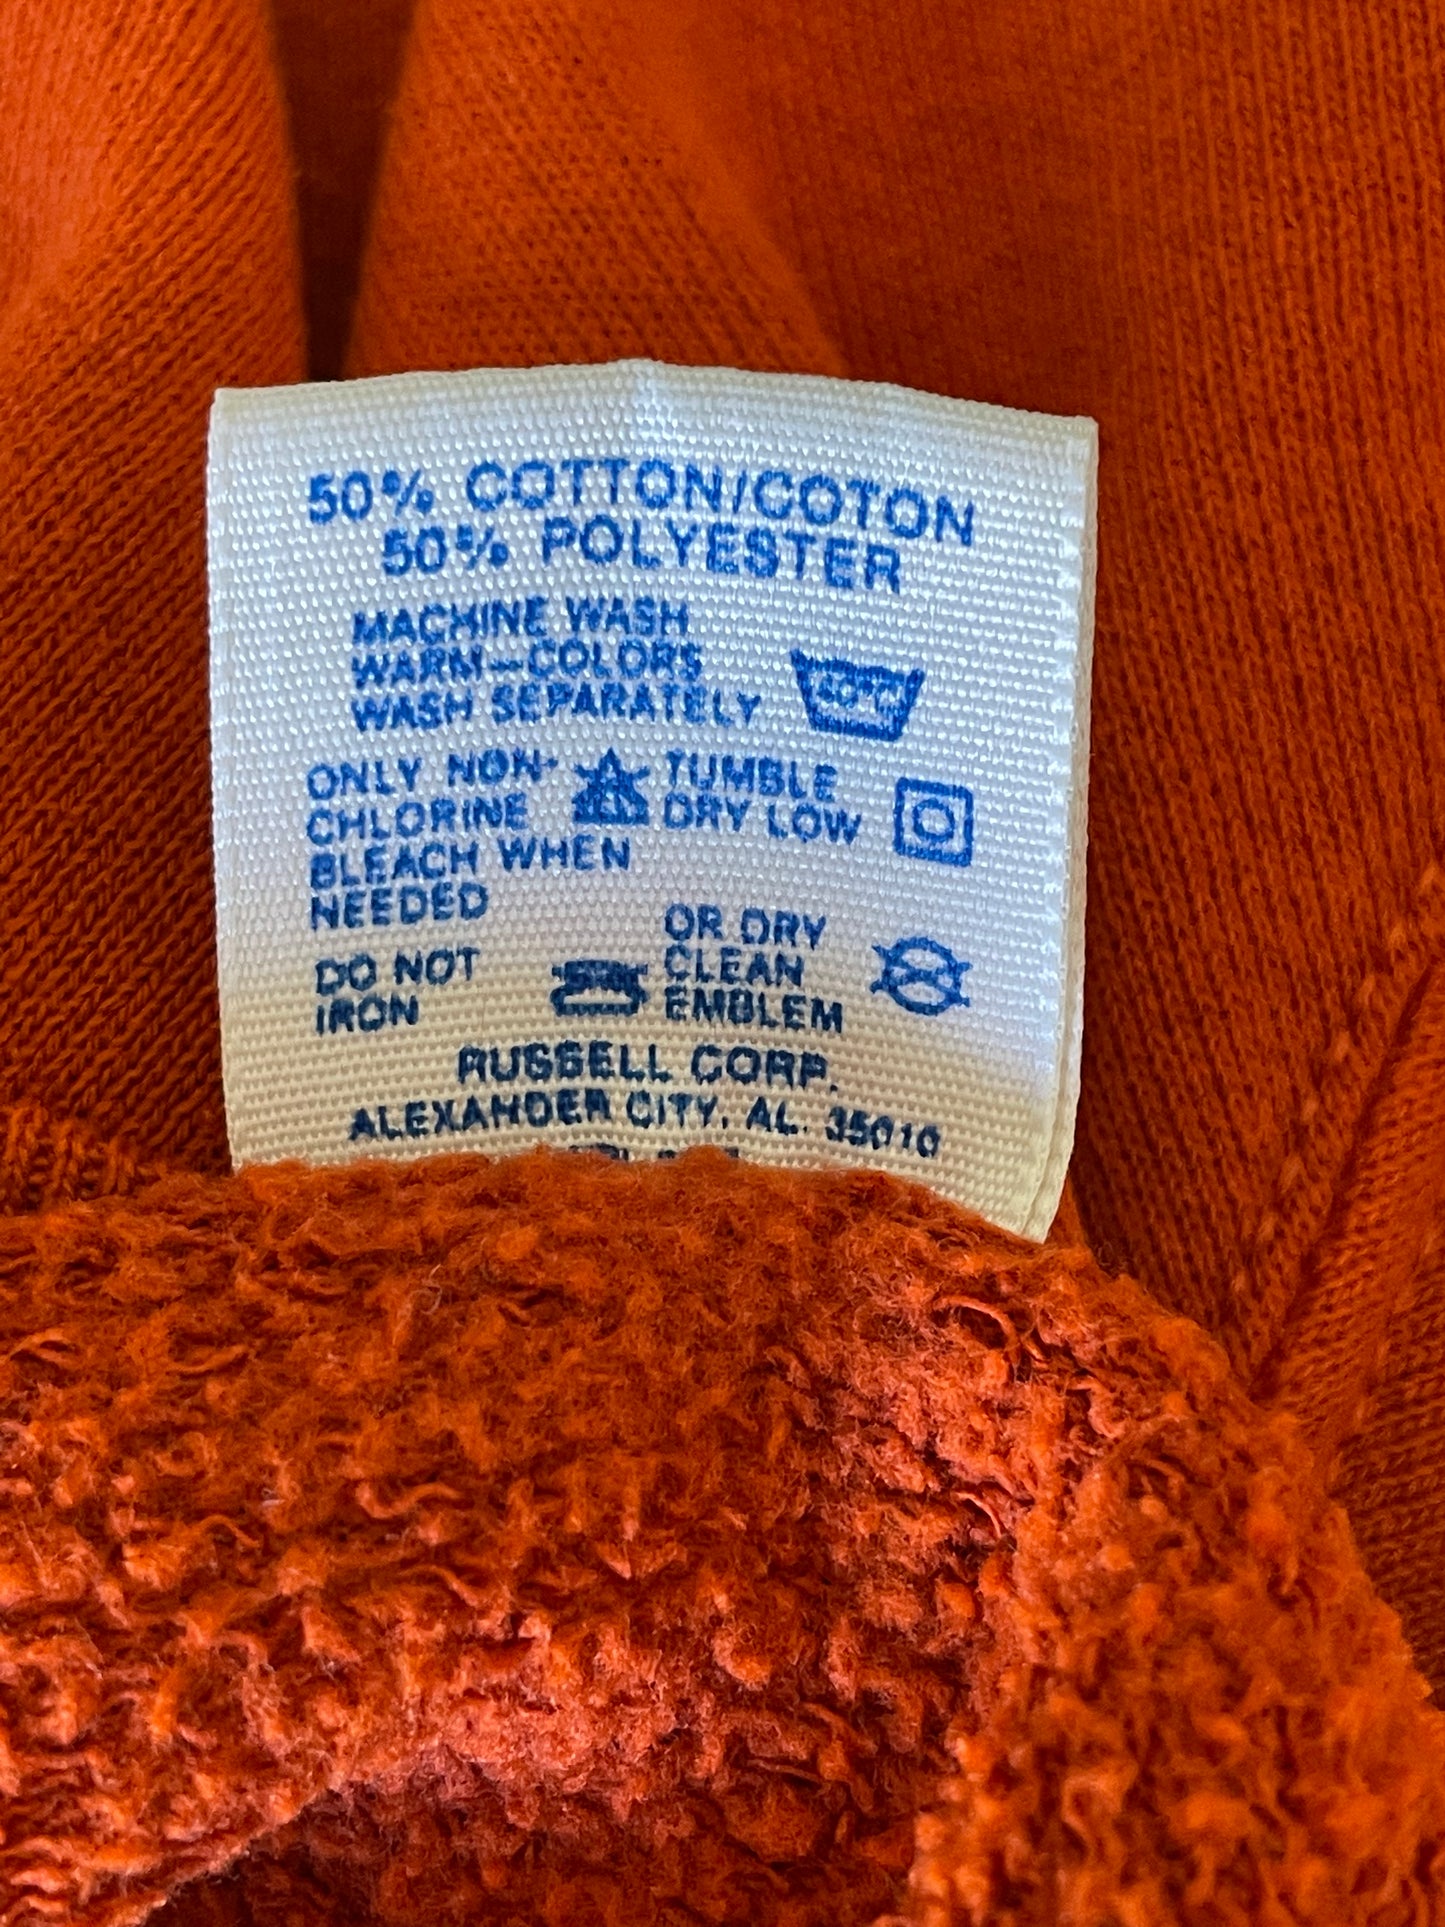 50% COTTON/COTON
50% POLYESTER
MACHINE WASH
WARM—COLORS
WASH SEPARATELY
40°C
ONLY NON-
CHLORINE
BLEACH WHEN
NEEDED
TUMBLE
DRY LOW
DO NOT
IRON
OR DRY
CLEAN
EMBLEM
RUSSELL CORP.
ALEXANDER CITY, AL. 35010